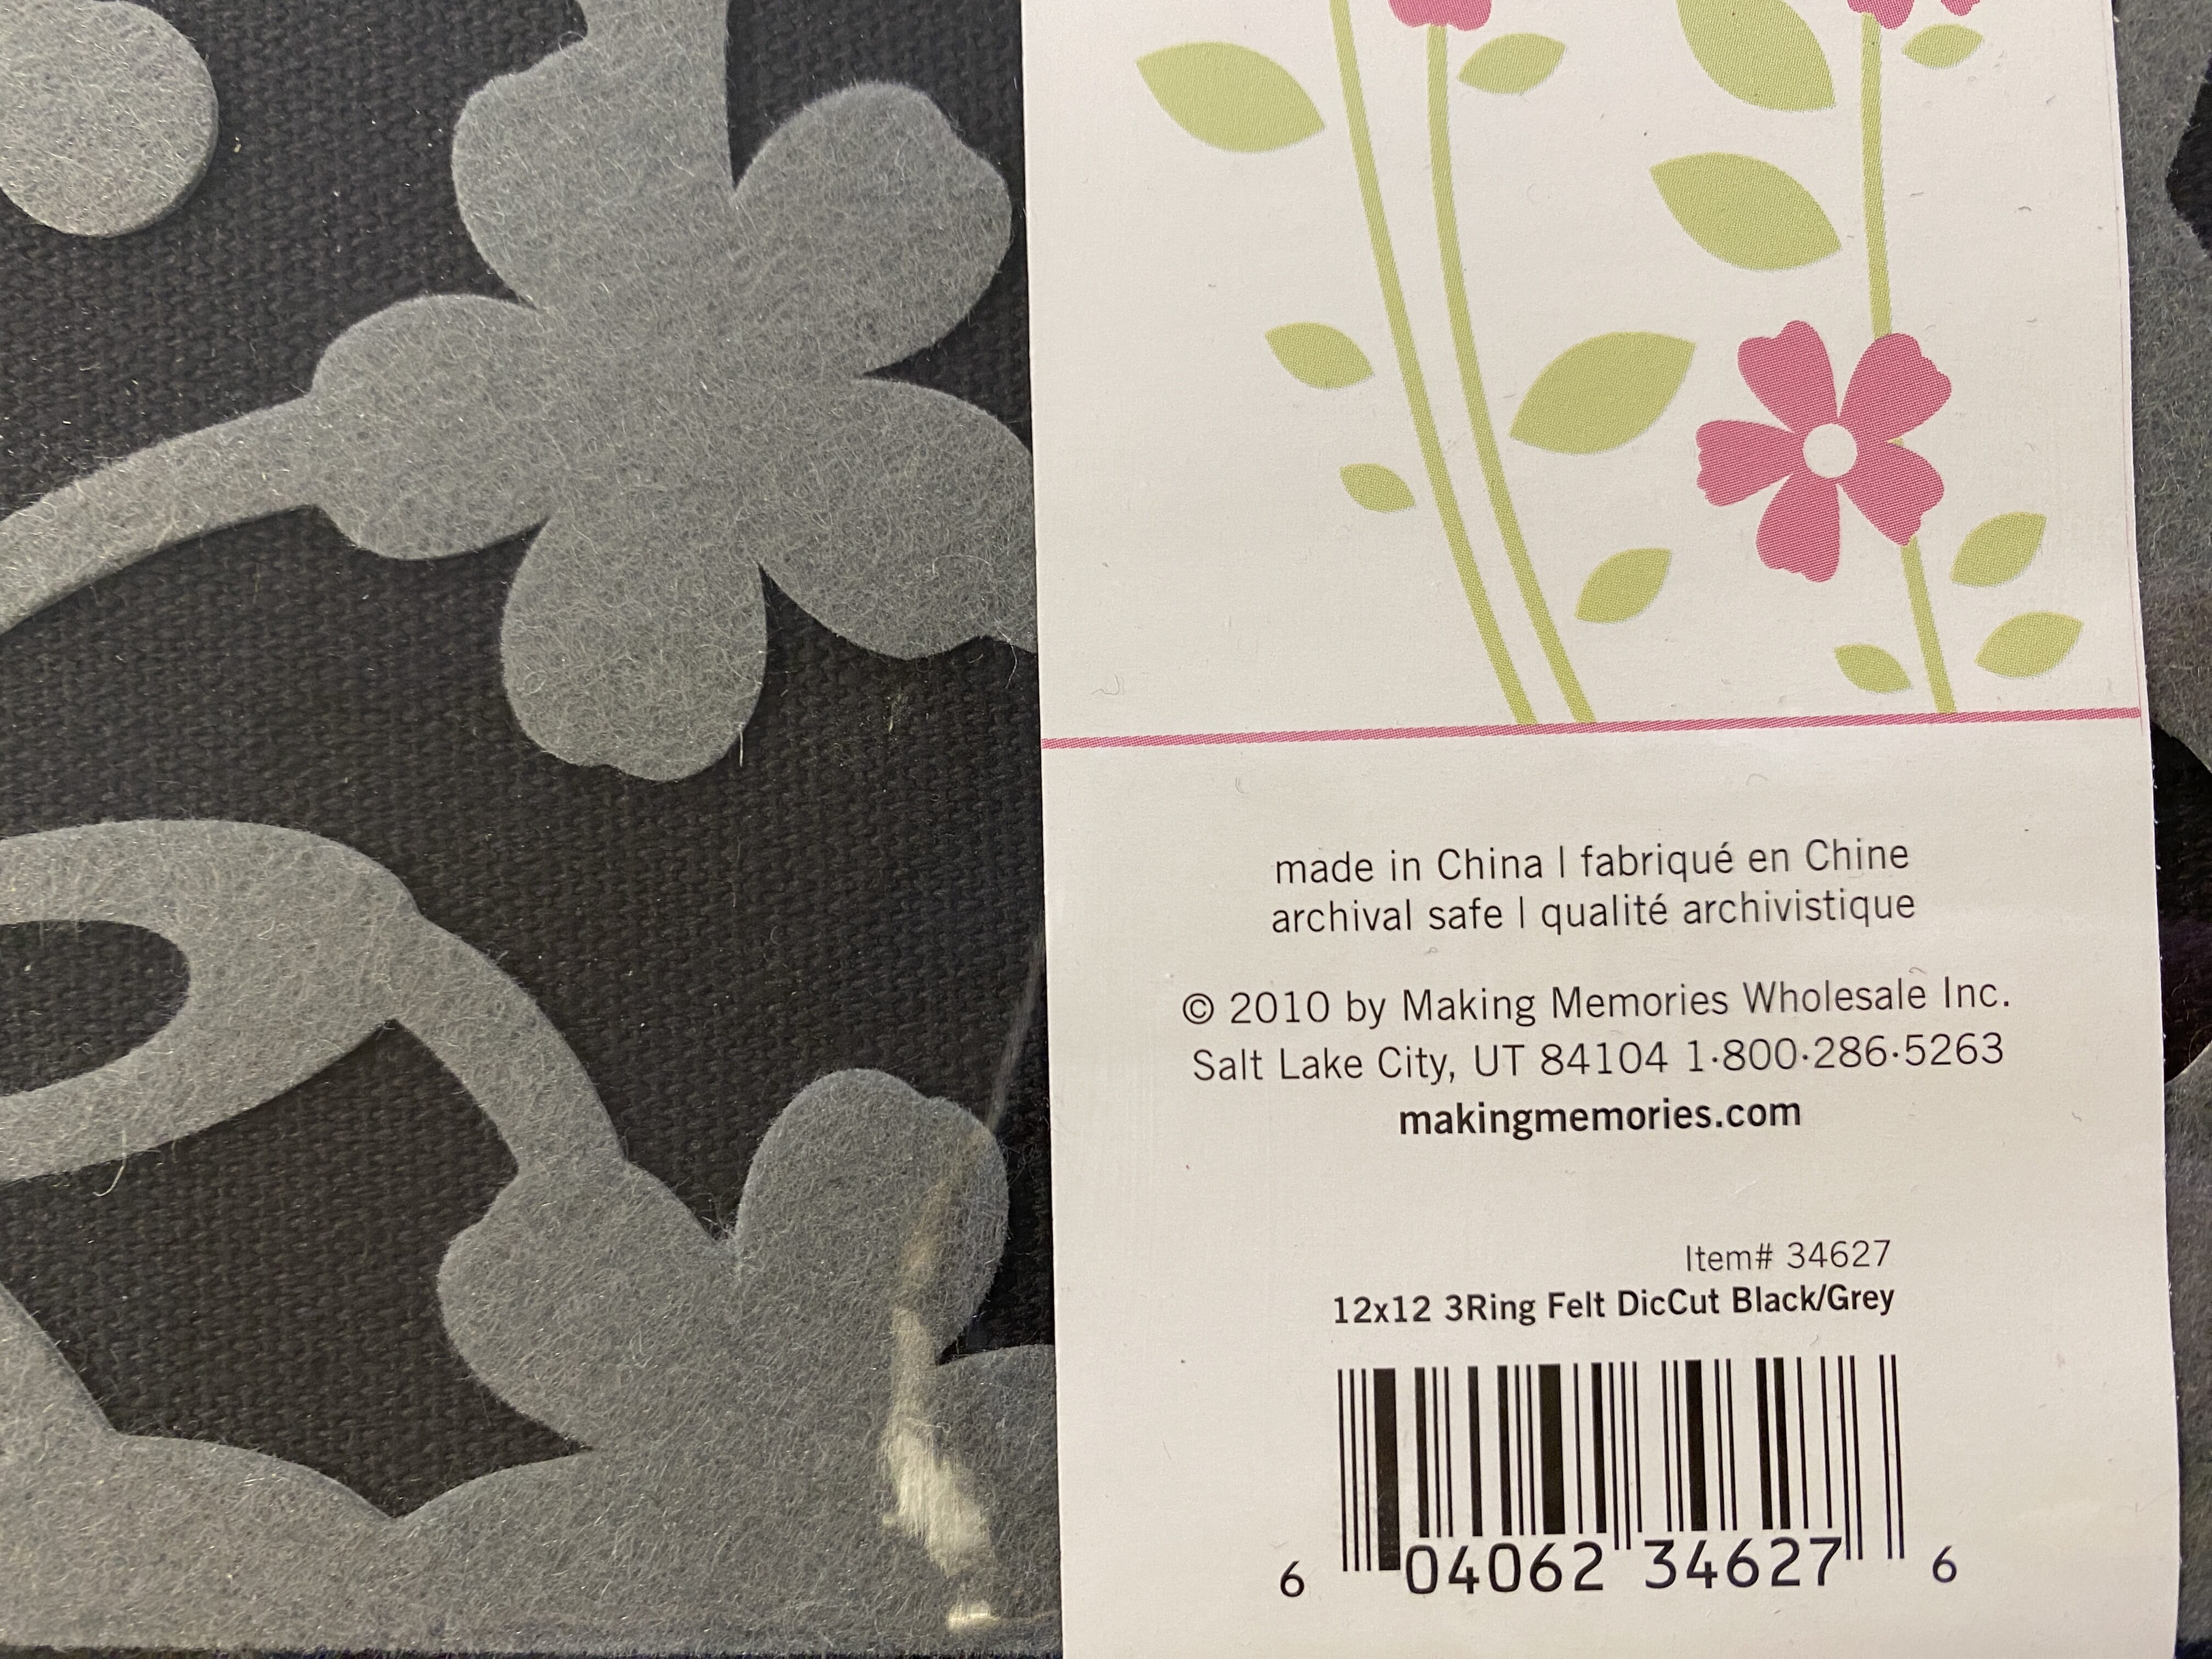 made in China | fabriqué en Chine
archival safe | qualité archivistique
© 2010 by Making Memories Wholesale Inc.
Salt Lake City, UT 84104 1·800·286·5263
makingmemories.com
Item# 34627
12x12 3Ring Felt DicCut Black/Grey
6 04062 34627 6